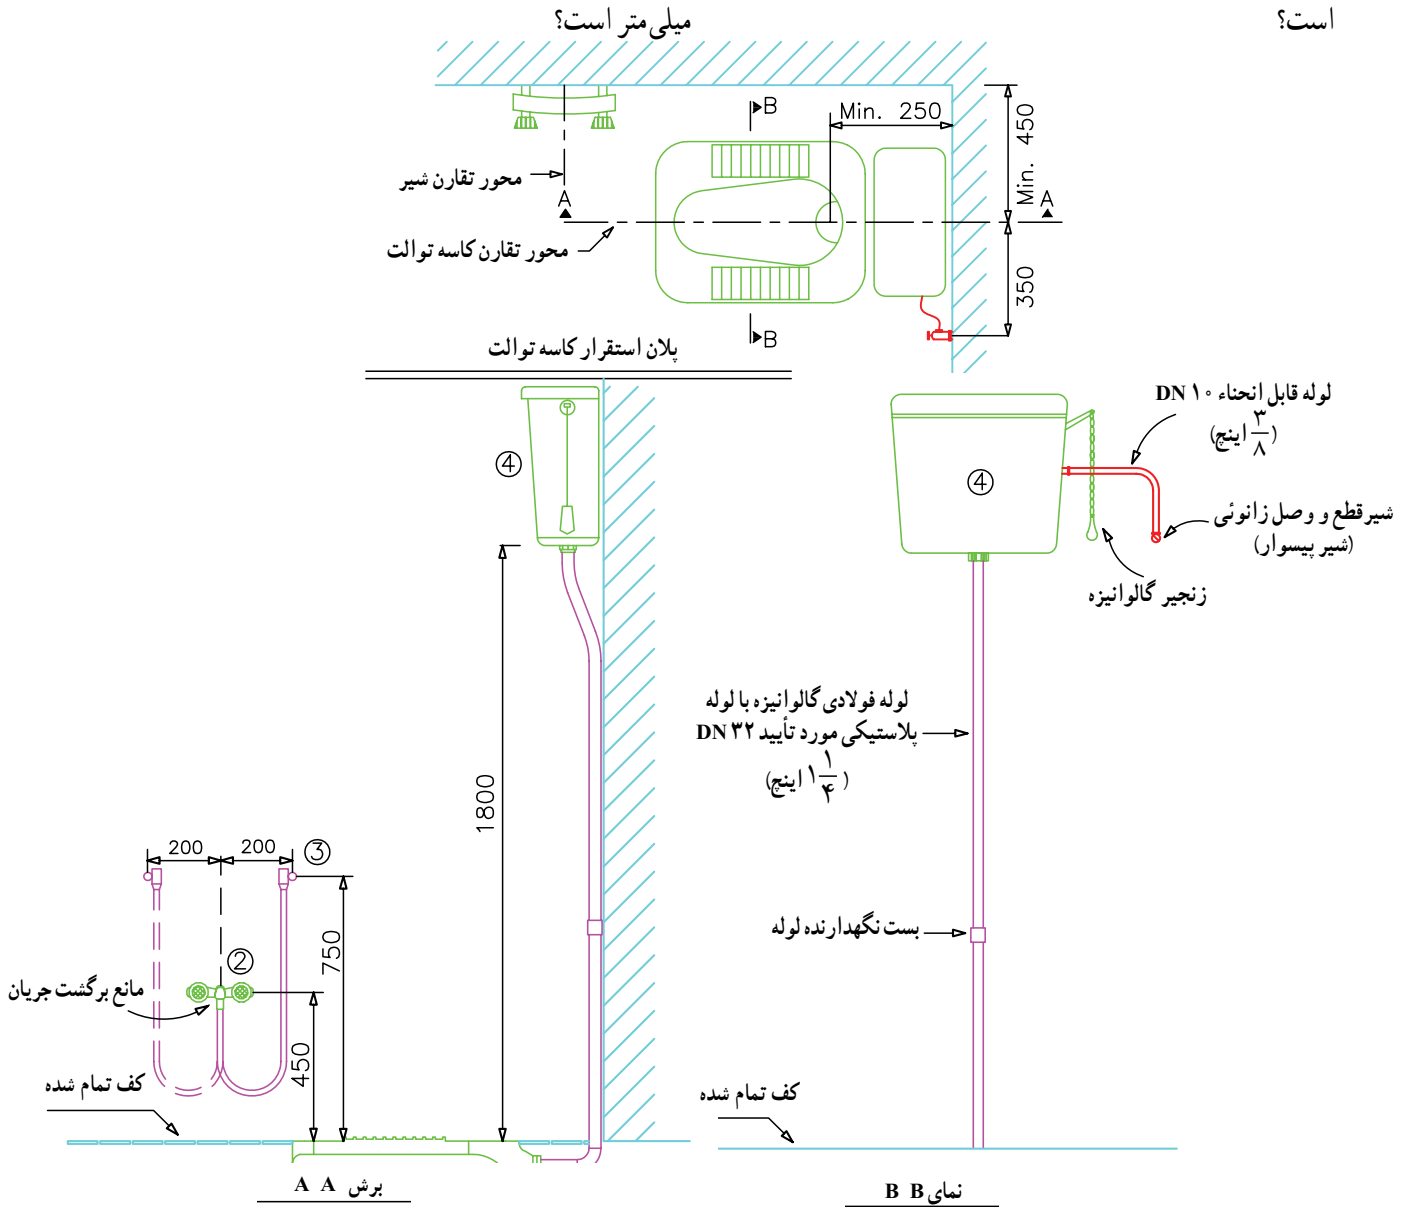 است؟
میلی‌متر است؟
B
Min. 250
Min. 450
محور تقارن شیر
A
A
محور تقارن کاسه توالت
350
B
پلان استقرار کاسه توالت
لوله قابل انحناء DN ۱۰
(۳/۸ اینچ)
④
④
شیر قطع و وصل زانوئی
(شیر پیسوار)
زنجیر گالوانیزه
لوله فولادی گالوانیزه با لوله
پلاستیکی مورد تأیید DN ۳۲
(۱ ۱/۴ اینچ)
1800
200
200
③
750
②
بست نگهدارنده لوله
مانع برگشت جریان
450
کف تمام شده
کف تمام شده
برش A A
نمای B B